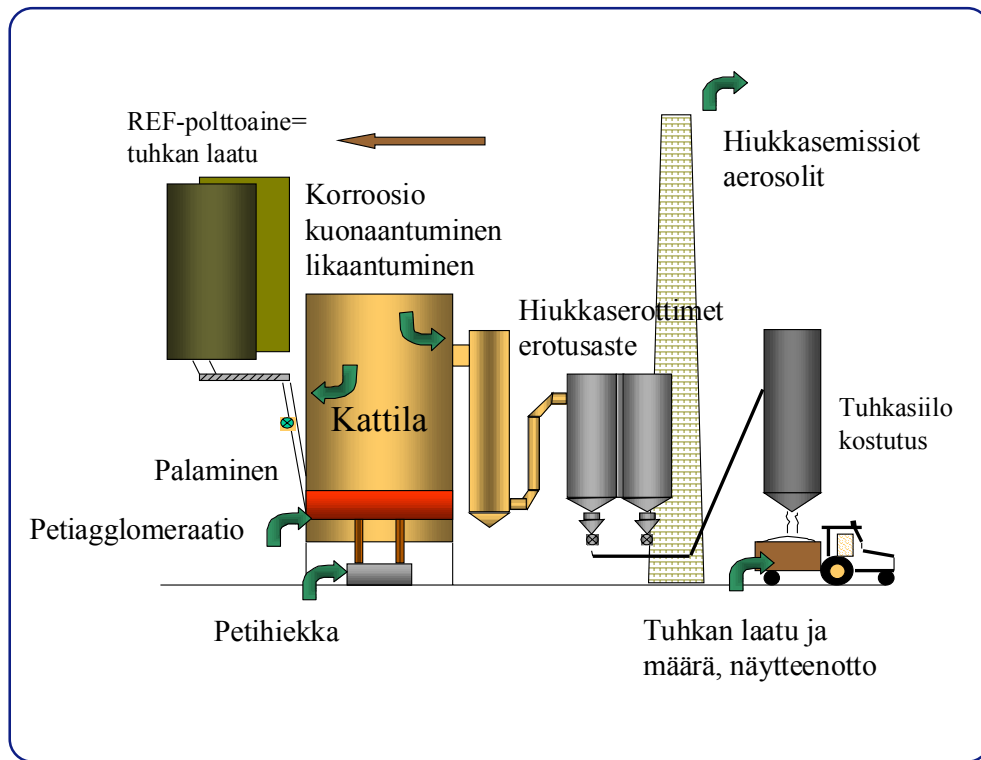 REF-polttoaine=
tuhkan laatu
Korroosio
kuonaantuminen
likaantuminen
Hiukkasemissiot
aerosolit
Hiukkaserottimet
erotusaste
Kattila
Tuhkasiilo
kostutus
Palaminen
Petiagglomeraatio
Petihiekka
Tuhkan laatu ja
määrä, näytteenotto